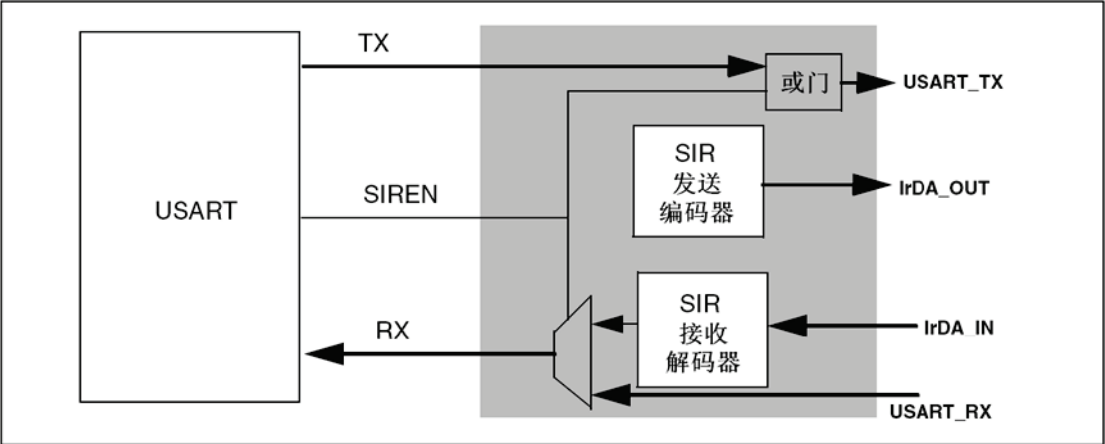 TX
或门
USART_TX
SIR
发送
编码器
IrDA_OUT
USART
SIREN
SIR
接收
解码器
IrDA_IN
RX
USART_RX